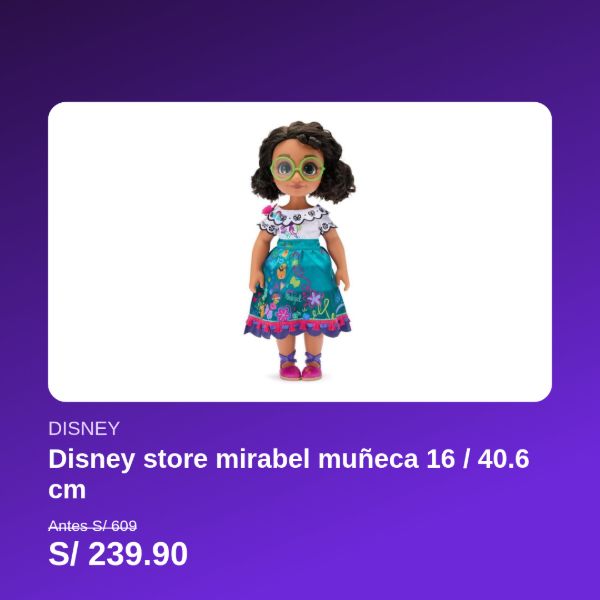 DISNEY
Disney store mirabel muñeca 16 / 40.6
cm
Antes S/ 609
S/ 239.90